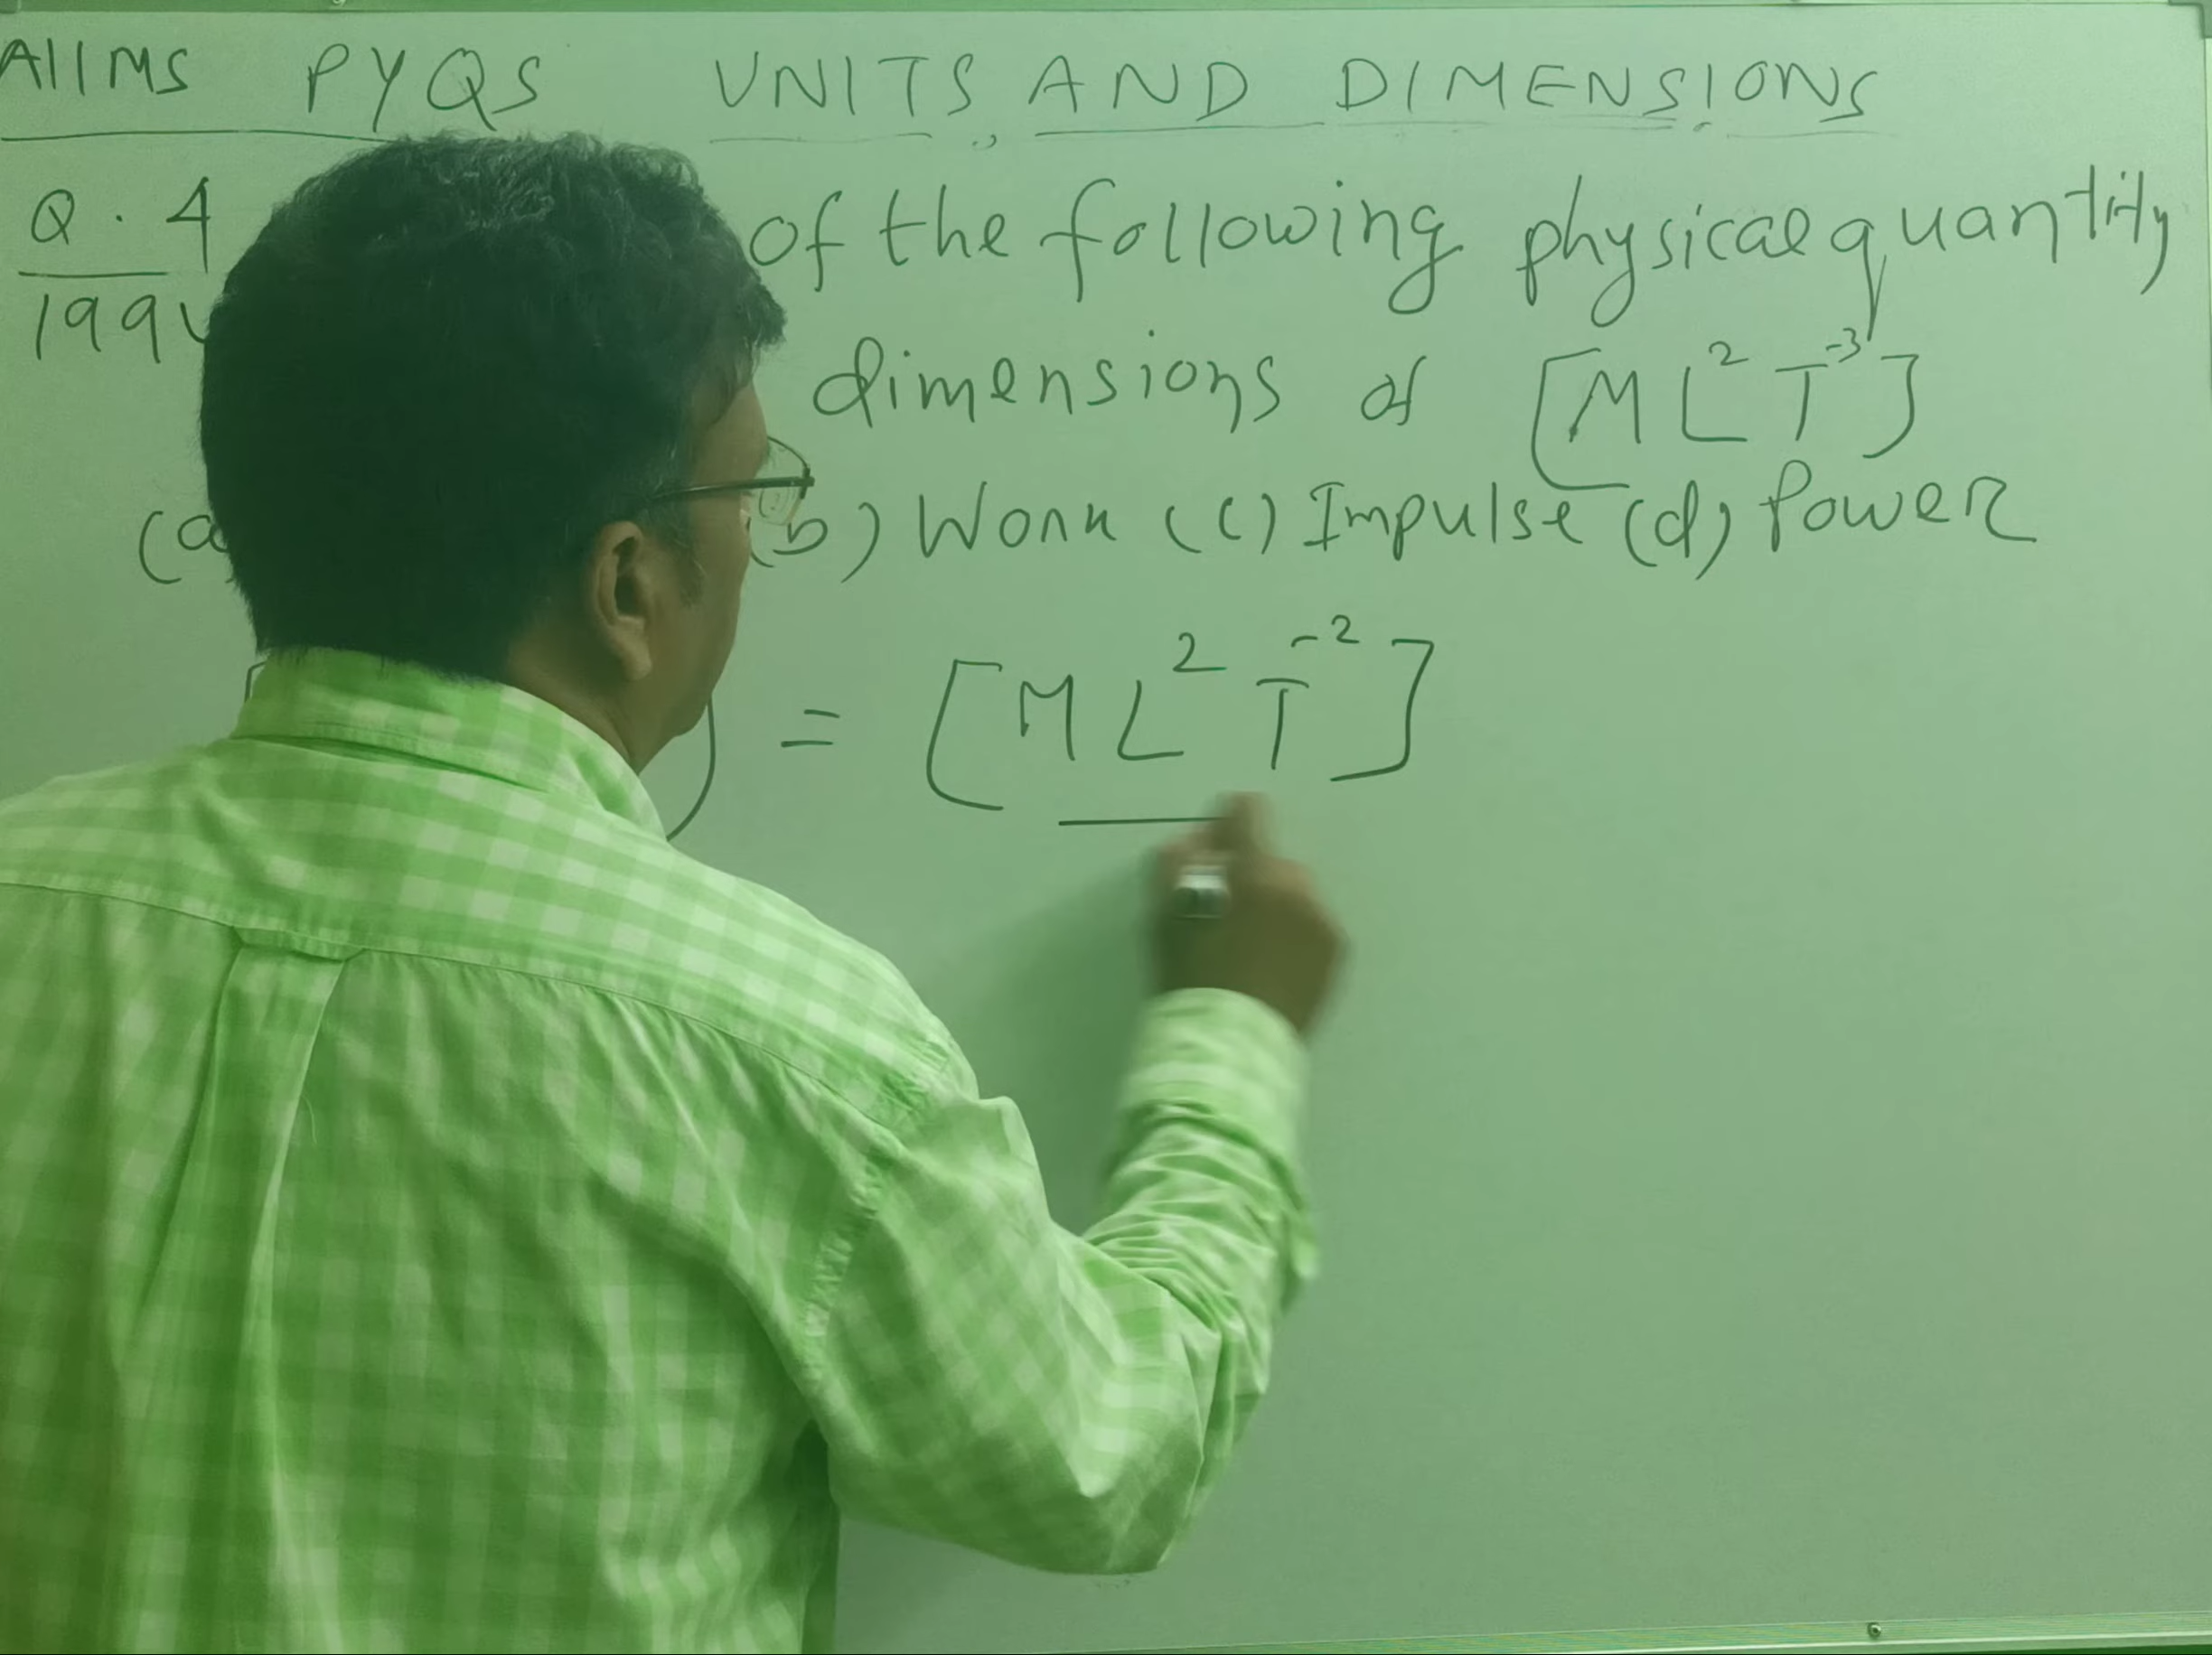 AIIMS PYQS UNITS AND DIMENSIONS
Q.4 of the following physical quantity
199 dimensions of [ML²T⁻³]
(a (b) Work (c) Impulse (d) Power
= [ML²T⁻²]